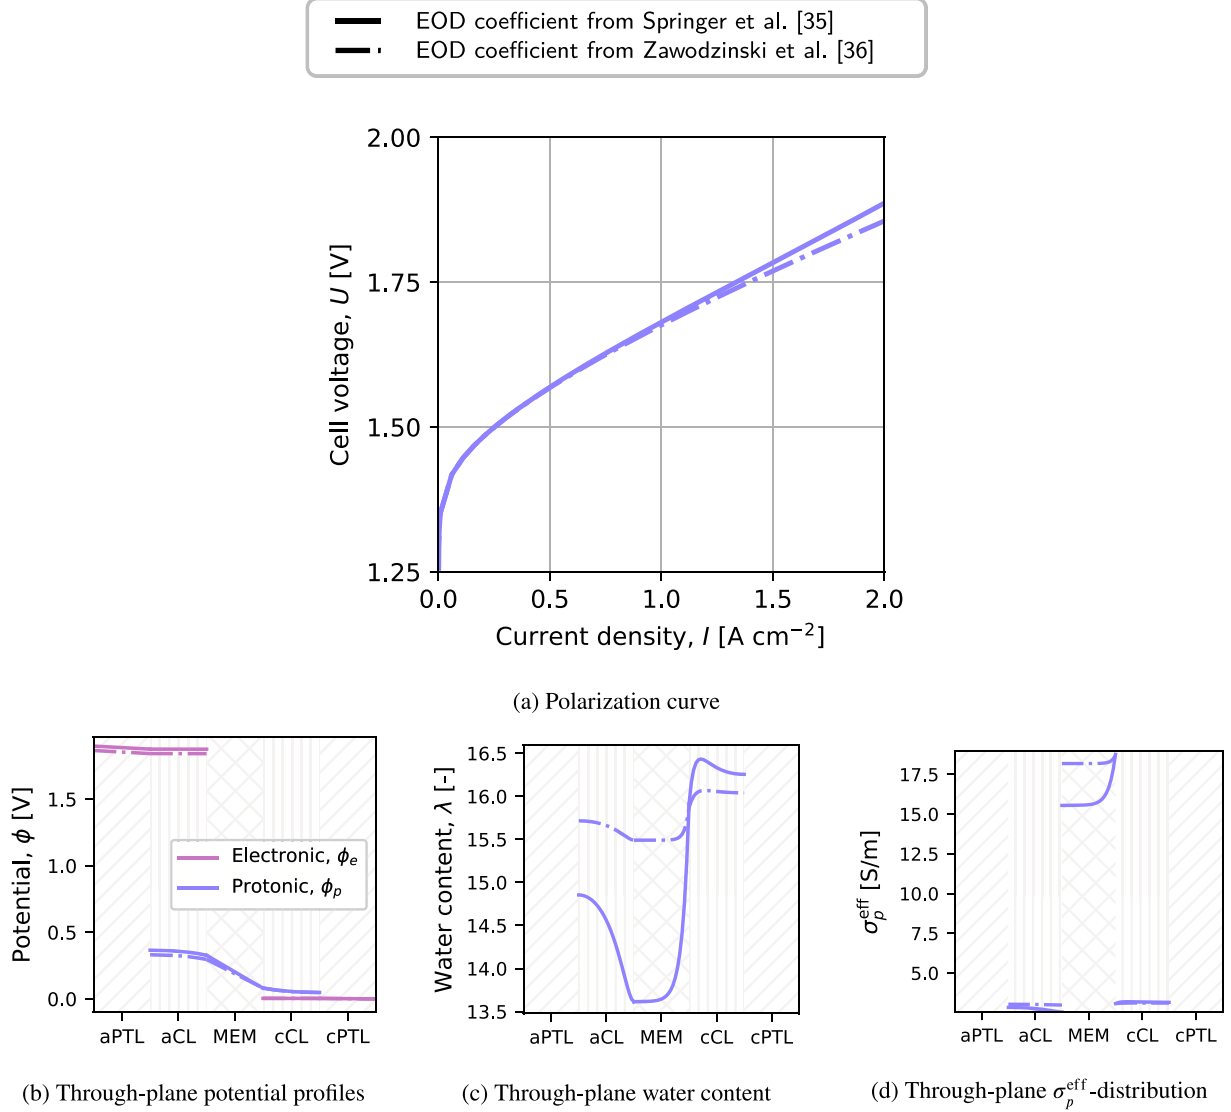 EOD coefficient from Springer et al. [35]
EOD coefficient from Zawodzinski et al. [36]
2.00
1.75
1.50
1.25
Cell voltage, U [V]
0.0 0.5 1.0 1.5 2.0
Current density, I [A cm⁻²]
(a) Polarization curve
1.5
1.0
0.5
0.0
Potential, ϕ [V]
Electronic, ϕₑ
Protonic, ϕₚ
aPTL aCL MEM cCL cPTL
(b) Through-plane potential profiles
16.5
16.0
15.5
15.0
14.5
14.0
13.5
Water content, λ [-]
aPTL aCL MEM cCL cPTL
(c) Through-plane water content
17.5
15.0
12.5
10.0
7.5
5.0
σₚᵉᶠᶠ [S/m]
aPTL aCL MEM cCL cPTL
(d) Through-plane σₚᵉᶠᶠ-distribution